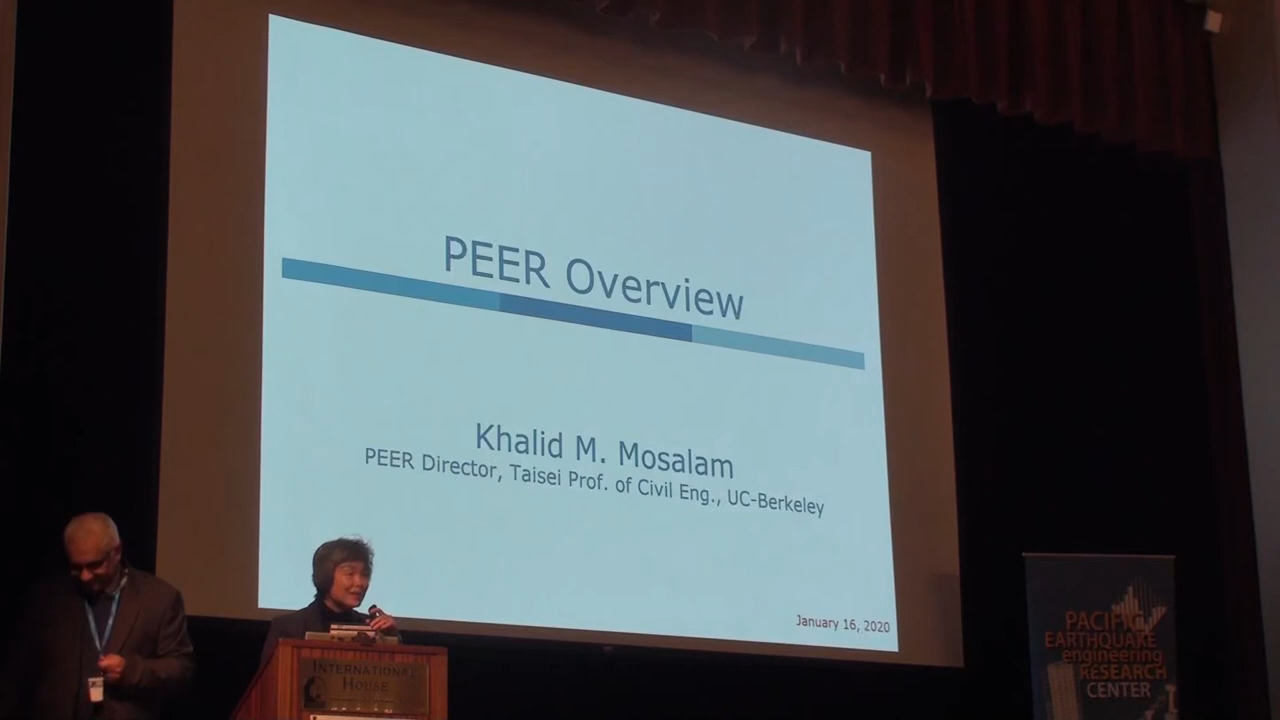 PEER Overview
Khalid M. Mosalam
PEER Director, Taisei Prof. of Civil Eng., UC-Berkeley
January 16, 2020
INTERNATIONAL
HOUSE
PACIFIC
EARTHQUAKE
engineering
RESEARCH
CENTER